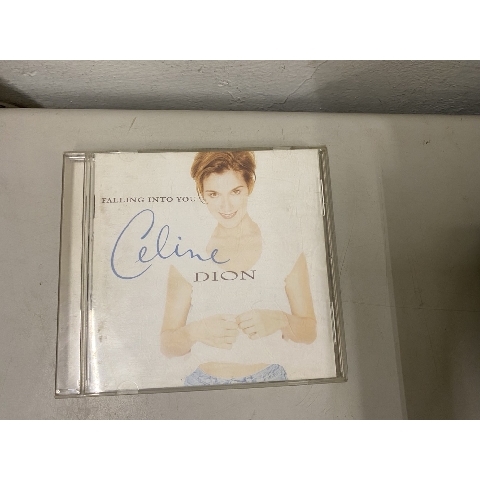 FALLING INTO YOU
Celine
DION